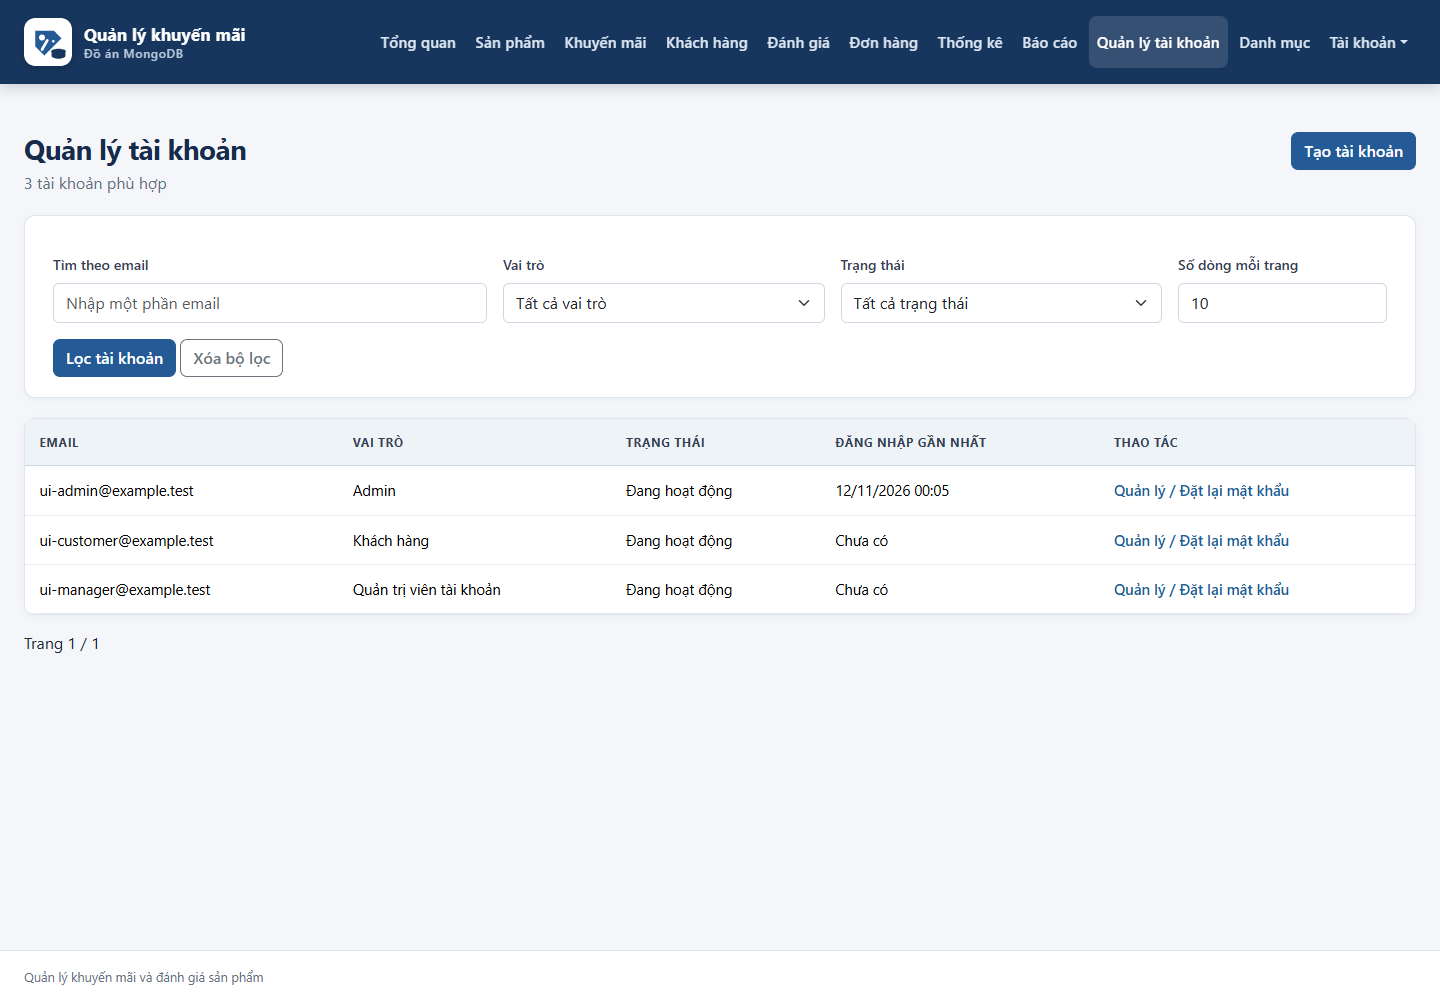 Quản lý khuyến mãi
Đồ án MongoDB
Tổng quan Sản phẩm Khuyến mãi Khách hàng Đánh giá Đơn hàng Thống kê Báo cáo Quản lý tài khoản Danh mục Tài khoản
Quản lý tài khoản
Tạo tài khoản
3 tài khoản phù hợp
Tìm theo email Vai trò Trạng thái Số dòng mỗi trang
Nhập một phần email Tất cả vai trò Tất cả trạng thái 10
Lọc tài khoản Xóa bộ lọc
EMAIL VAI TRÒ TRẠNG THÁI ĐĂNG NHẬP GẦN NHẤT THAO TÁC
ui-admin@example.test Admin Đang hoạt động 12/11/2026 00:05 Quản lý / Đặt lại mật khẩu
ui-customer@example.test Khách hàng Đang hoạt động Chưa có Quản lý / Đặt lại mật khẩu
ui-manager@example.test Quản trị viên tài khoản Đang hoạt động Chưa có Quản lý / Đặt lại mật khẩu
Trang 1 / 1
Quản lý khuyến mãi và đánh giá sản phẩm